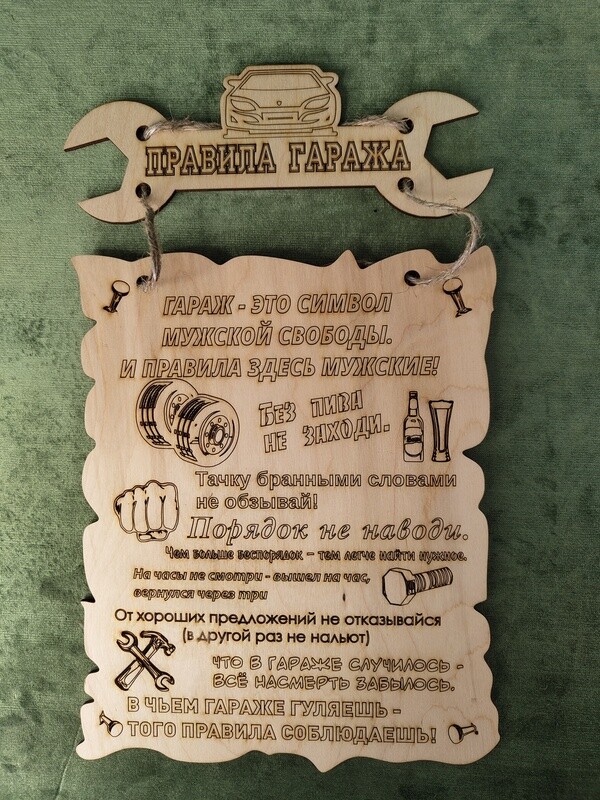 ПРАВИЛА ГАРАЖА
ГАРАЖ - ЭТО СИМВОЛ
МУЖСКОЙ СВОБОДЫ.
И ПРАВИЛА ЗДЕСЬ МУЖСКИЕ!
БЕЗ ПИВА
НЕ ЗАХОДИ.
Тачку бранными словами
не обзывай!
Порядок не наводи.
Чем больше беспорядок - тем легче найти нужное.
На часы не смотри - вышел на час,
вернулся через три
От хороших предложений не отказывайся
(в другой раз не нальют)
ЧТО В ГАРАЖЕ СЛУЧИЛОСЬ -
ВСЁ НАСМЕРТЬ ЗАБЫЛОСЬ.
В ЧЬЕМ ГАРАЖЕ ГУЛЯЕШЬ -
ТОГО ПРАВИЛА СОБЛЮДАЕШЬ!